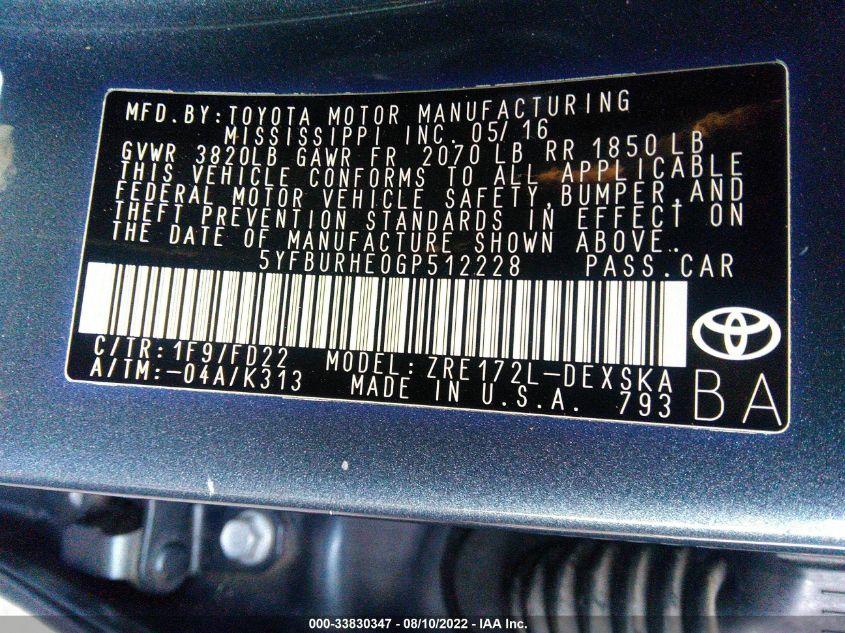 MFD.BY:TOYOTA MOTOR MANUFACTURING
MISSISSIPPI INC. 05/16
GVWR 3820LB GAWR FR 2070 LB RR 1850 LB
THIS VEHICLE CONFORMS TO ALL APPLICABLE
FEDERAL MOTOR VEHICLE SAFETY,BUMPER,AND
THEFT PREVENTION STANDARDS IN EFFECT ON
THE DATE OF MANUFACTURE SHOWN ABOVE.
5YFBURHE0GP512228 PASS.CAR
C/TR:1F9/FD22 MODEL:ZRE172L-DEXSKA
A/TM:-04A/K313 MADE IN U.S.A. 793
BA
000-33830347 - 08/10/2022 - IAA Inc.